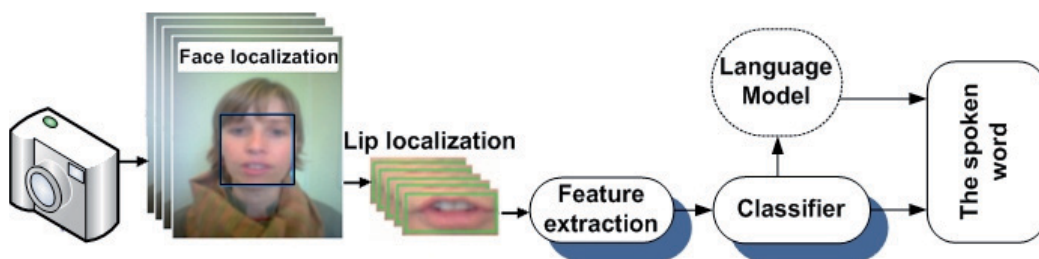 Face localization
Lip localization
Feature
extraction
Classifier
Language
Model
The spoken
word